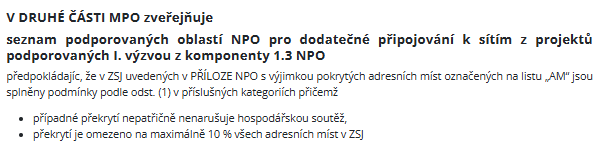 V DRUHÉ ČÁSTI MPO zveřejňuje
seznam podporovaných oblastí NPO pro dodatečné připojování k sítím z projektů
podporovaných I. výzvou z komponenty 1.3 NPO
předpokládajíc, že v ZSJ uvedených v PŘÍLOZE NPO s výjimkou pokrytých adresních míst označených na listu „AM“ jsou
splněny podmínky podle odst. (1) v příslušných kategoriích přičemž
• případné překrytí nepatřičně nenarušuje hospodářskou soutěž,
• překrytí je omezeno na maximálně 10 % všech adresních míst v ZSJ